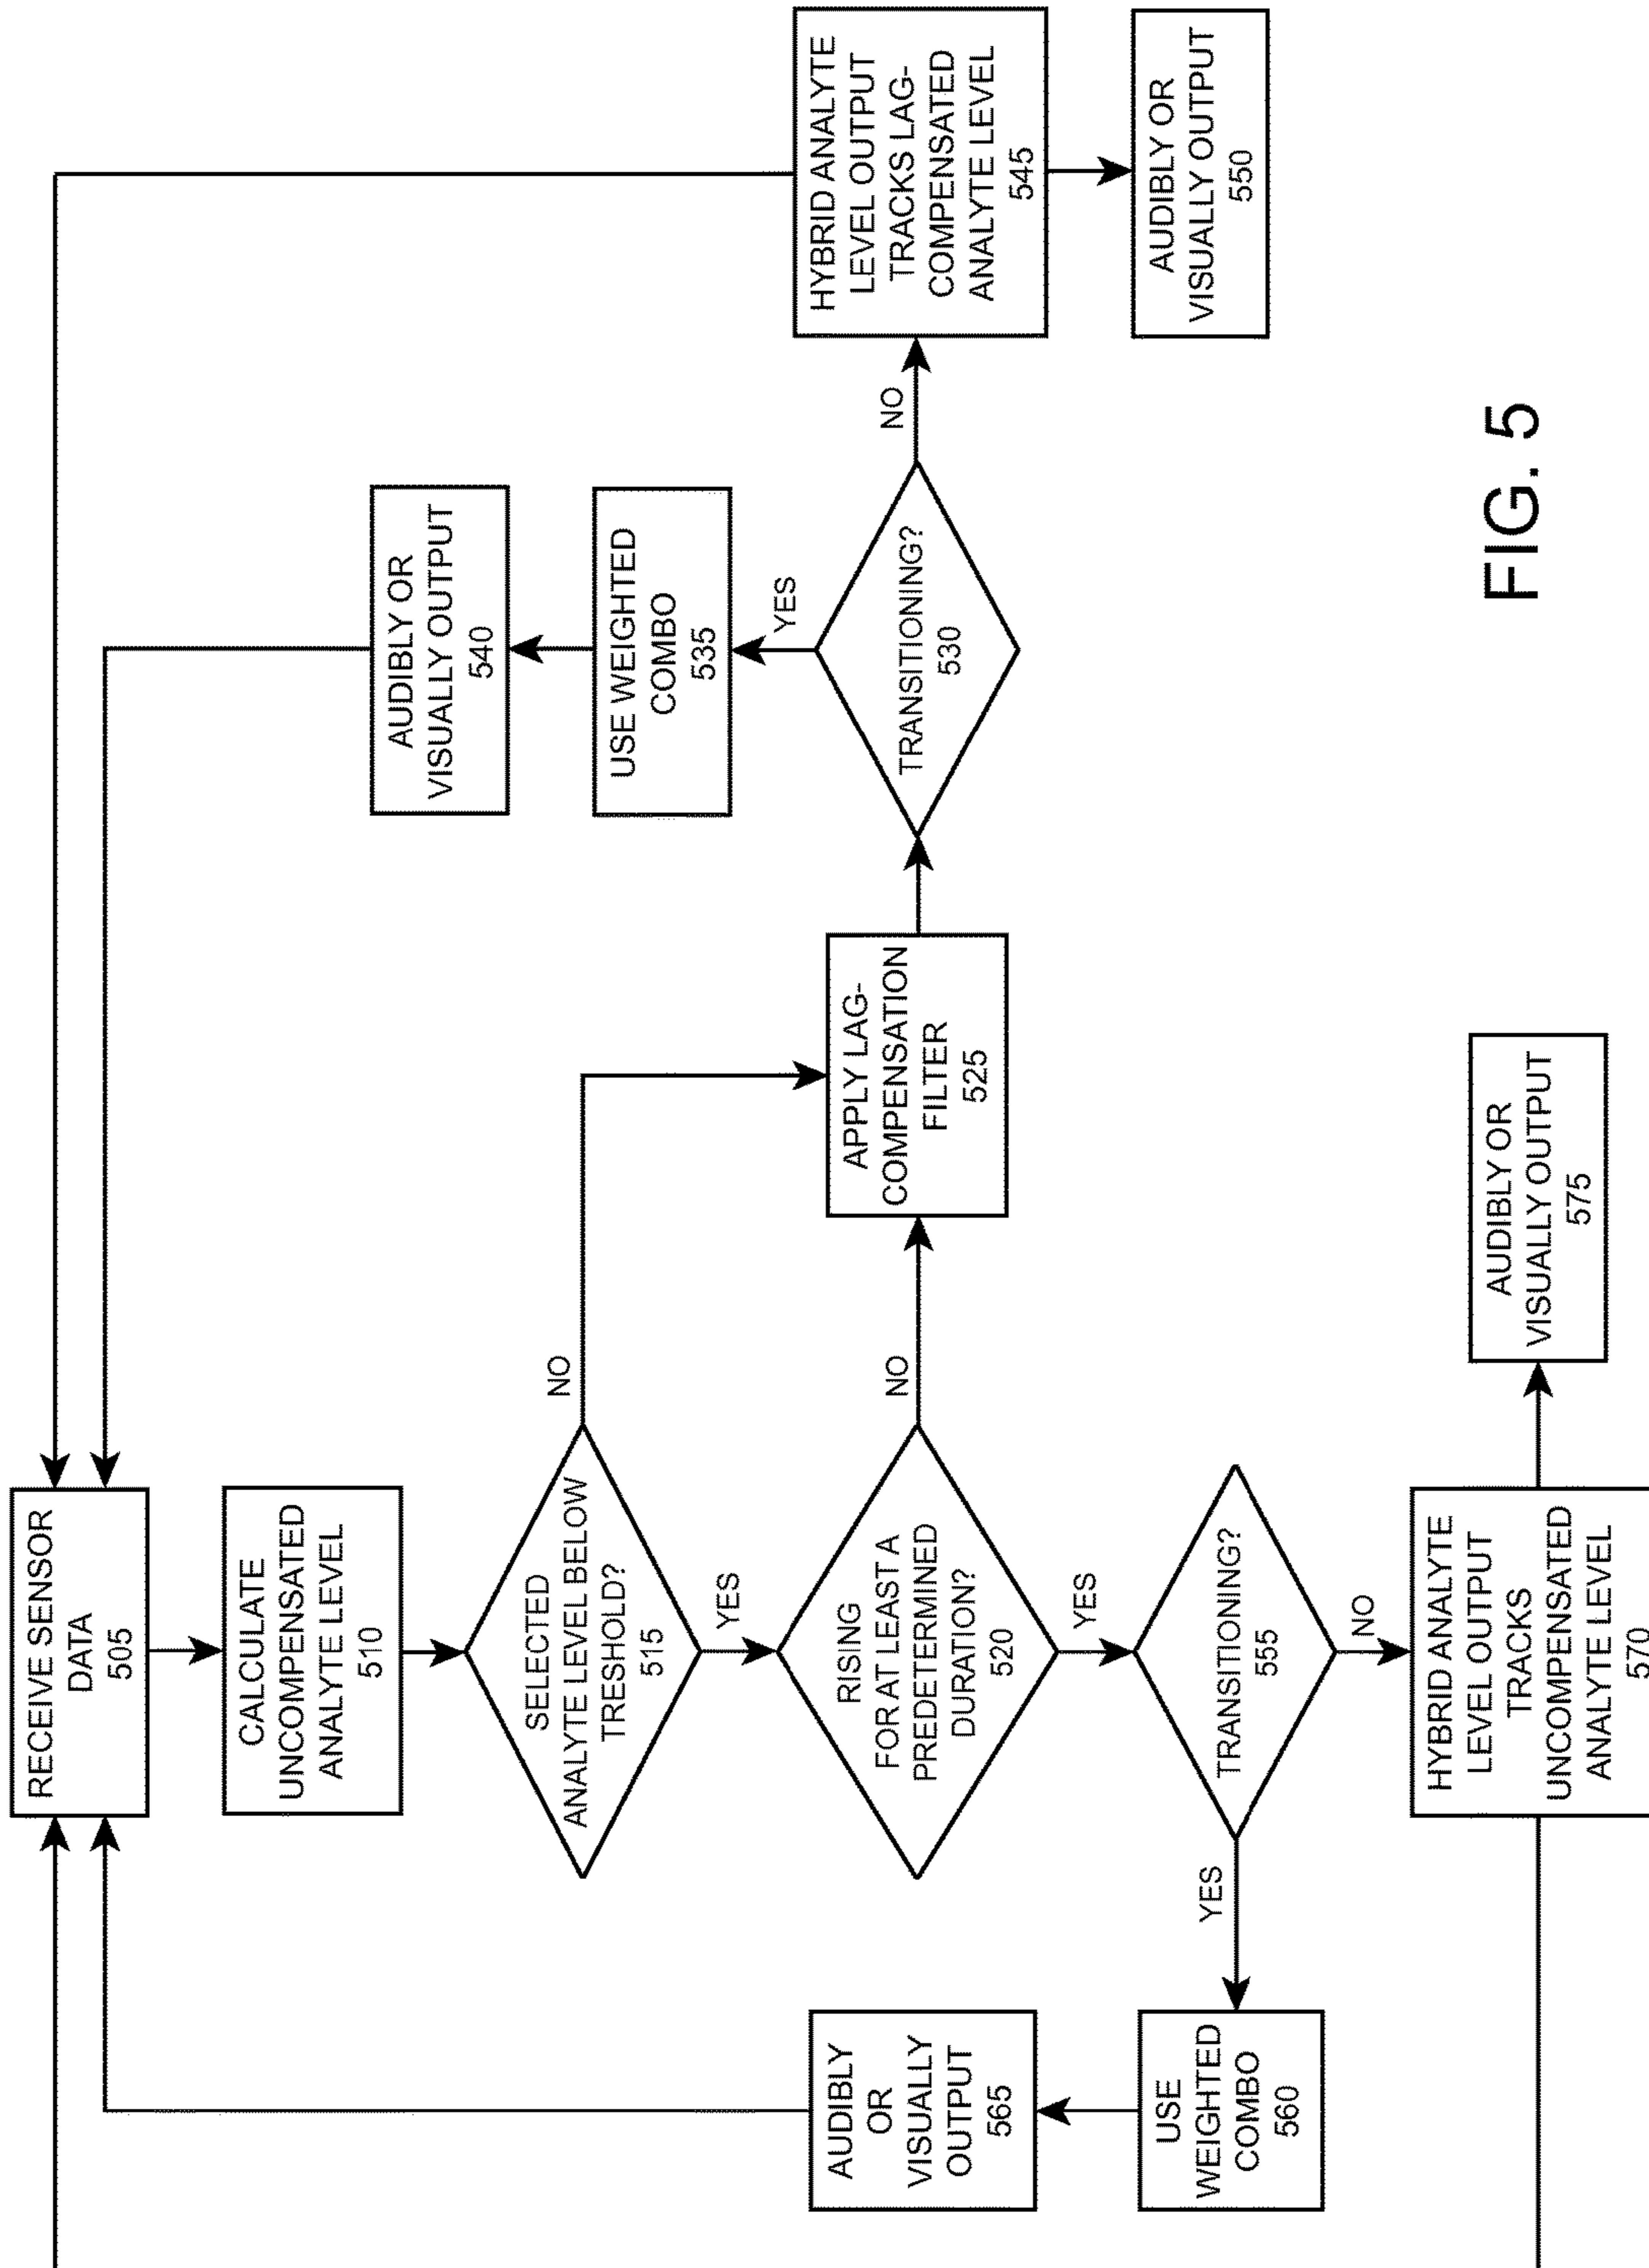 RECEIVE SENSOR
DATA
505
CALCULATE
UNCOMPENSATED
ANALYTE LEVEL
510
SELECTED
ANALYTE LEVEL BELOW
TRESHOLD?
515
NO
YES
RISING
FOR AT LEAST A
PREDETERMINED
DURATION?
520
NO
YES
APPLY LAG-
COMPENSATION
FILTER
525
TRANSITIONING?
530
YES
NO
USE WEIGHTED
COMBO
535
AUDIBLY OR
VISUALLY OUTPUT
540
HYBRID ANALYTE
LEVEL OUTPUT
TRACKS LAG-
COMPENSATED
ANALYTE LEVEL
545
AUDIBLY OR
VISUALLY OUTPUT
550
TRANSITIONING?
555
YES
NO
USE
WEIGHTED
COMBO
560
AUDIBLY
OR
VISUALLY
OUTPUT
565
HYBRID ANALYTE
LEVEL OUTPUT
TRACKS
UNCOMPENSATED
ANALYTE LEVEL
570
AUDIBLY OR
VISUALLY OUTPUT
575
FIG. 5